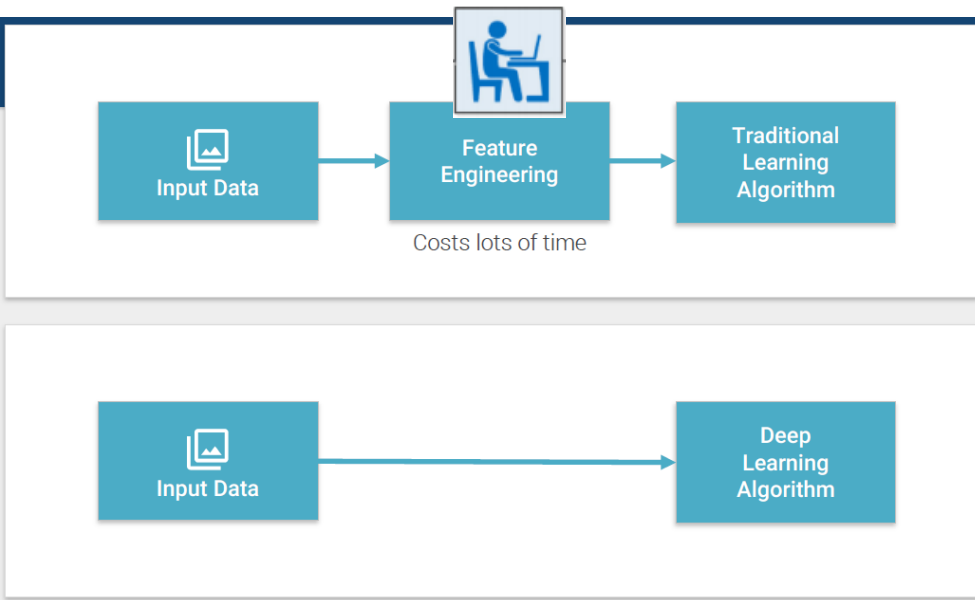 Input Data
Feature
Engineering
Traditional
Learning
Algorithm
Costs lots of time
Input Data
Deep
Learning
Algorithm